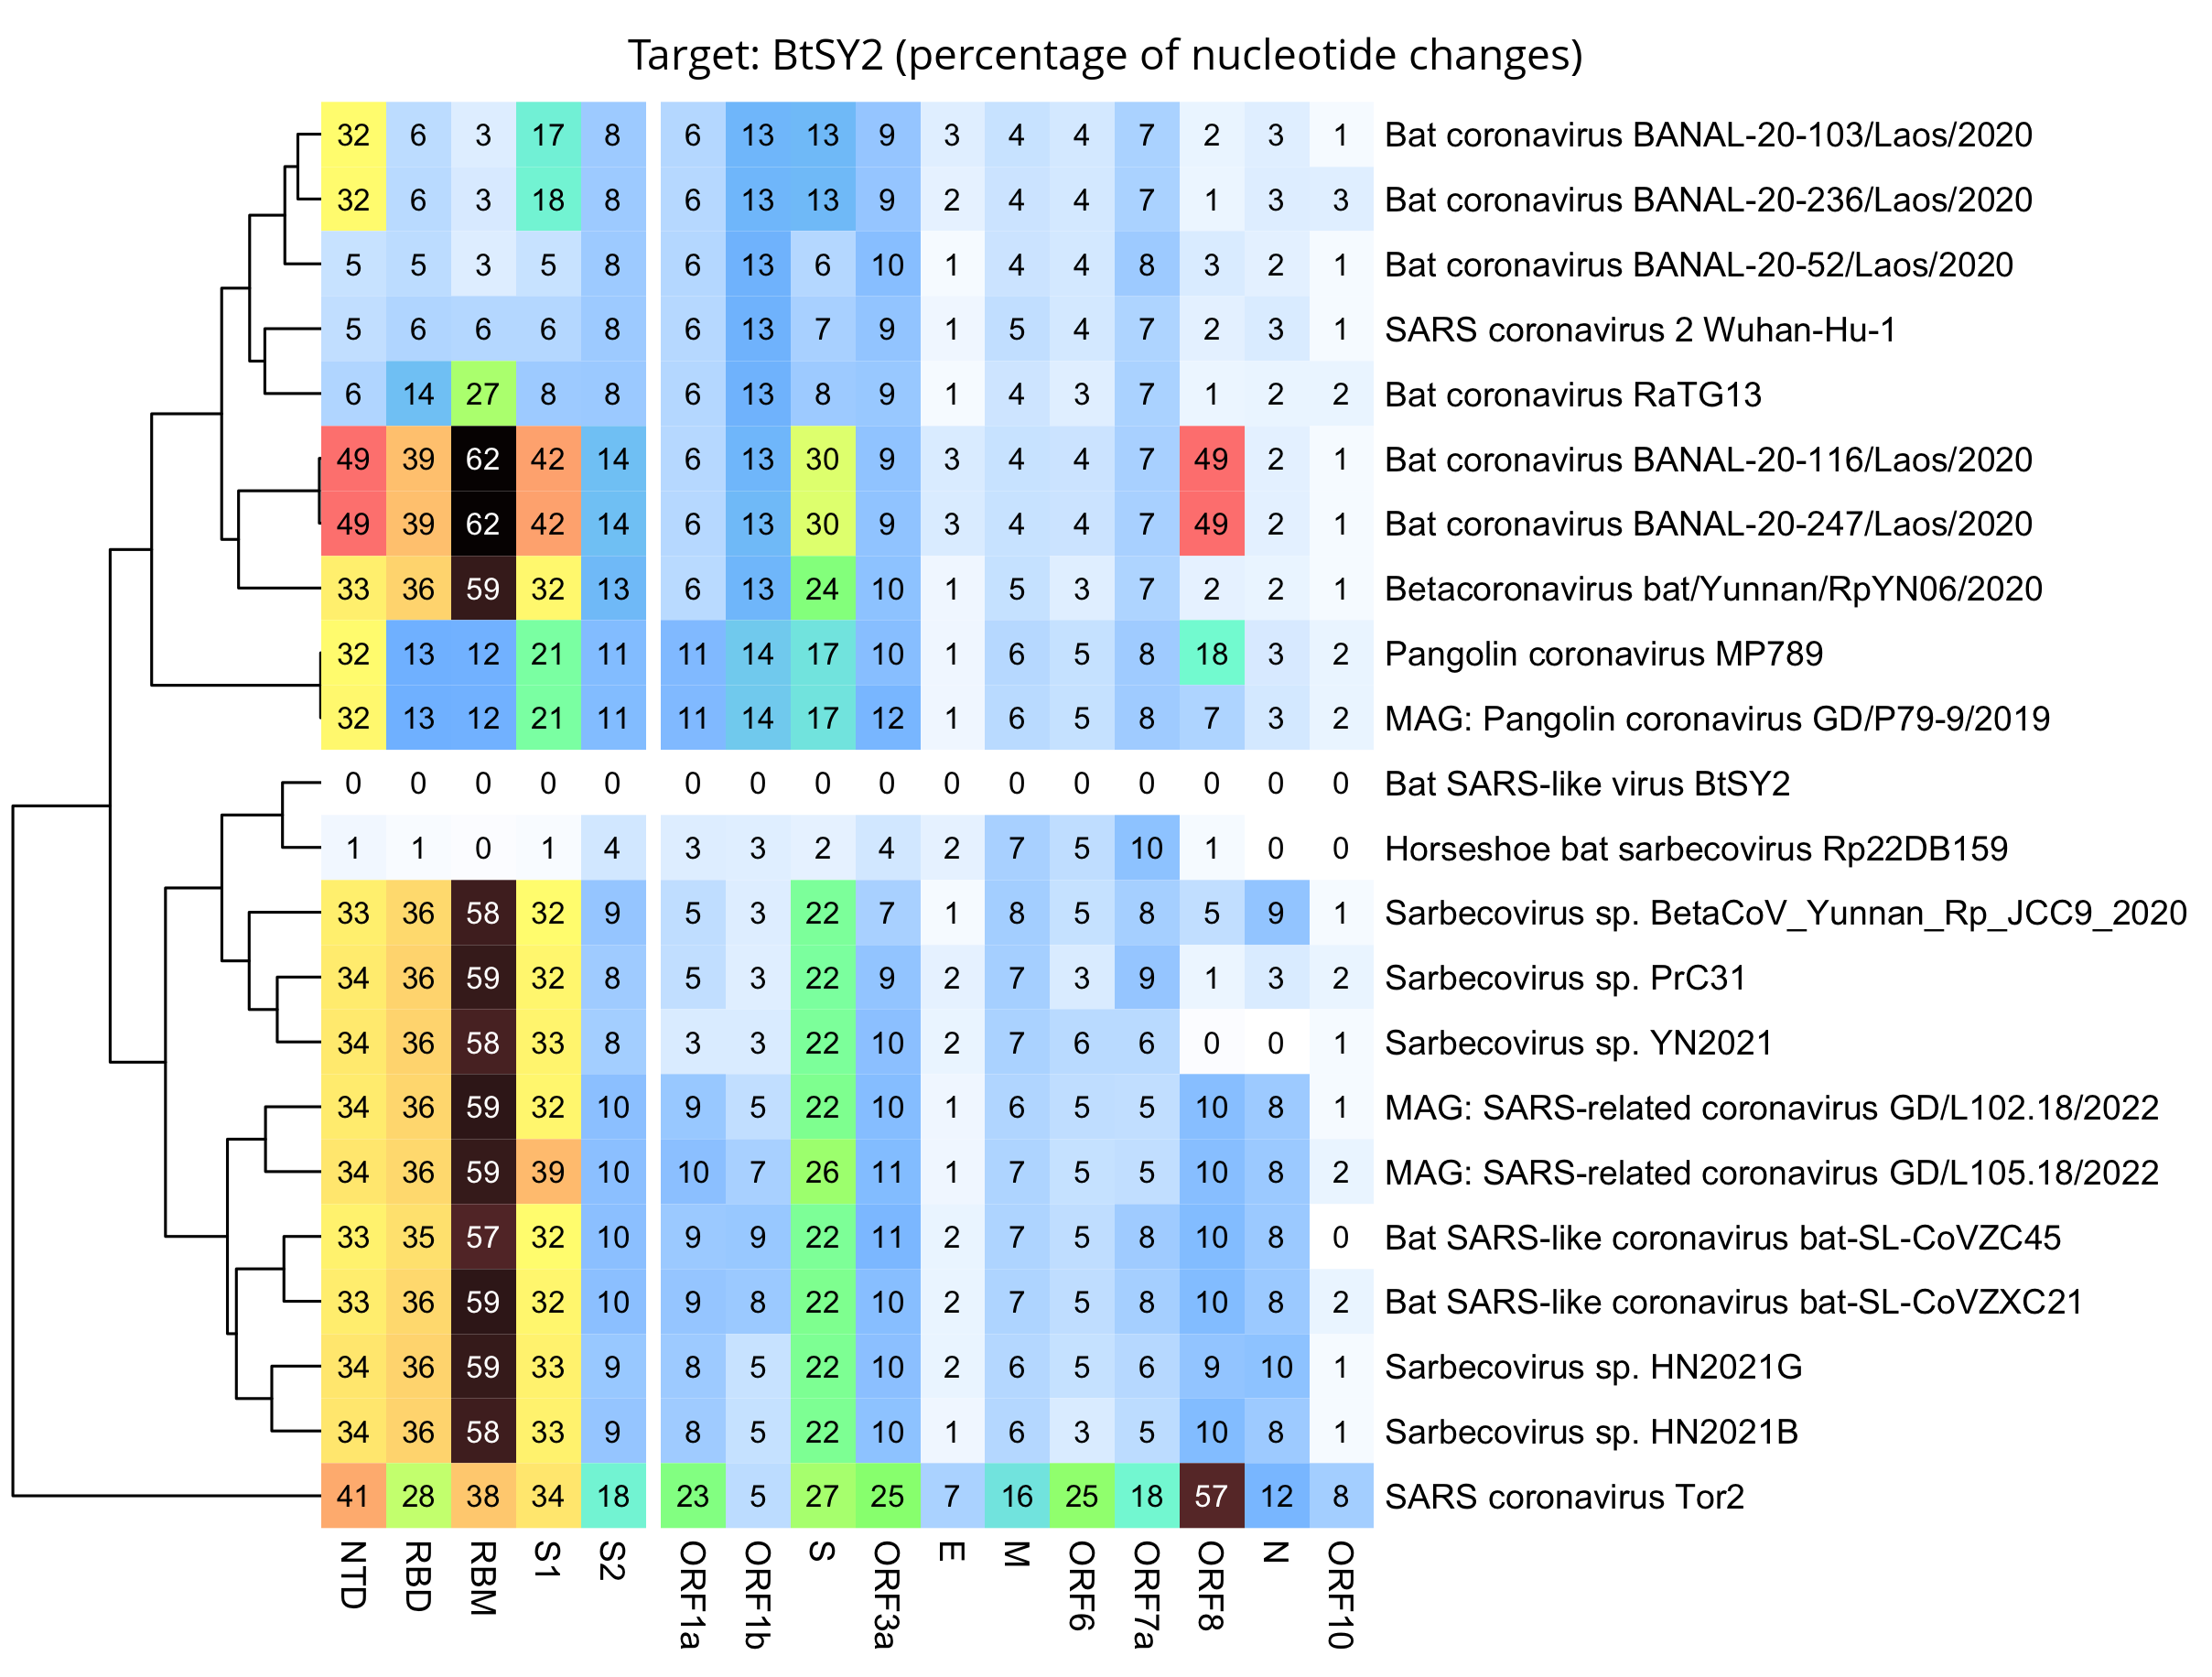 Target: BtSY2 (percentage of nucleotide changes)
32 6 3 17 8 6 13 13 9 3 4 4 7 2 3 1 Bat coronavirus BANAL-20-103/Laos/2020
32 6 3 18 8 6 13 13 9 2 4 4 7 1 3 3 Bat coronavirus BANAL-20-236/Laos/2020
5 5 3 5 8 6 13 6 10 1 4 4 8 3 2 1 Bat coronavirus BANAL-20-52/Laos/2020
5 6 6 6 8 6 13 7 9 1 5 4 7 2 3 1 SARS coronavirus 2 Wuhan-Hu-1
6 14 27 8 8 6 13 8 9 1 4 3 7 1 2 2 Bat coronavirus RaTG13
49 39 62 42 14 6 13 30 9 3 4 4 7 49 2 1 Bat coronavirus BANAL-20-116/Laos/2020
49 39 62 42 14 6 13 30 9 3 4 4 7 49 2 1 Bat coronavirus BANAL-20-247/Laos/2020
33 36 59 32 13 6 13 24 10 1 5 3 7 2 2 1 Betacoronavirus bat/Yunnan/RpYN06/2020
32 13 12 21 11 11 14 17 10 1 6 5 8 18 3 2 Pangolin coronavirus MP789
32 13 12 21 11 11 14 17 12 1 6 5 8 7 3 2 MAG: Pangolin coronavirus GD/P79-9/2019
0 0 0 0 0 0 0 0 0 0 0 0 0 0 0 0 Bat SARS-like virus BtSY2
1 1 0 1 4 3 3 2 4 2 7 5 10 1 0 0 Horseshoe bat sarbecovirus Rp22DB159
33 36 58 32 9 5 3 22 7 1 8 5 8 5 9 1 Sarbecovirus sp. BetaCoV_Yunnan_Rp_JCC9_2020
34 36 59 32 8 5 3 22 9 2 7 3 9 1 3 2 Sarbecovirus sp. PrC31
34 36 58 33 8 3 3 22 10 2 7 6 6 0 0 1 Sarbecovirus sp. YN2021
34 36 59 32 10 9 5 22 10 1 6 5 5 10 8 1 MAG: SARS-related coronavirus GD/L102.18/2022
34 36 59 39 10 10 7 26 11 1 7 5 5 10 8 2 MAG: SARS-related coronavirus GD/L105.18/2022
33 35 57 32 10 9 9 22 11 2 7 5 8 10 8 0 Bat SARS-like coronavirus bat-SL-CoVZC45
33 36 59 32 10 9 8 22 10 2 7 5 8 10 8 2 Bat SARS-like coronavirus bat-SL-CoVZXC21
34 36 59 33 9 8 5 22 10 2 6 5 6 9 10 1 Sarbecovirus sp. HN2021G
34 36 58 33 9 8 5 22 10 1 6 3 5 10 8 1 Sarbecovirus sp. HN2021B
41 28 38 34 18 23 5 27 25 7 16 25 18 57 12 8 SARS coronavirus Tor2
NTD RBD RBM S1 S2 ORF1a ORF1b S ORF3a E M ORF6 ORF7a ORF8 N ORF10